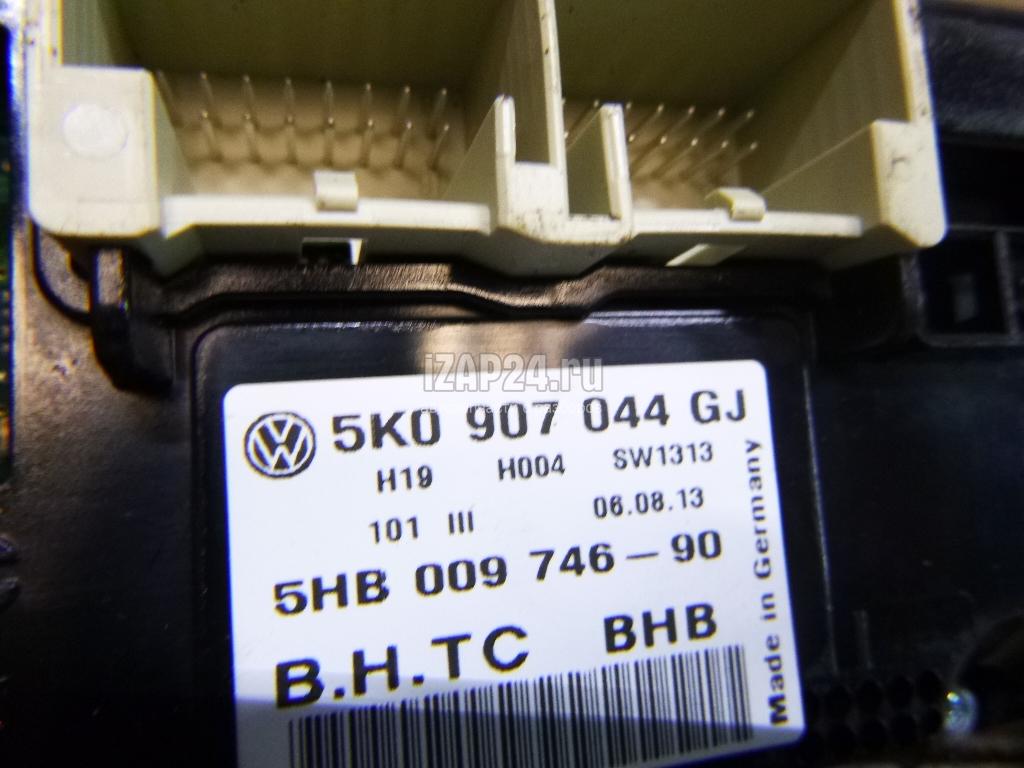 iZAP24.ru
5K0 907 044 GJ
H19 H004 SW1313
101 III 06.08.13
5HB 009 746-90
B.H.TC BHB
Made in Germany